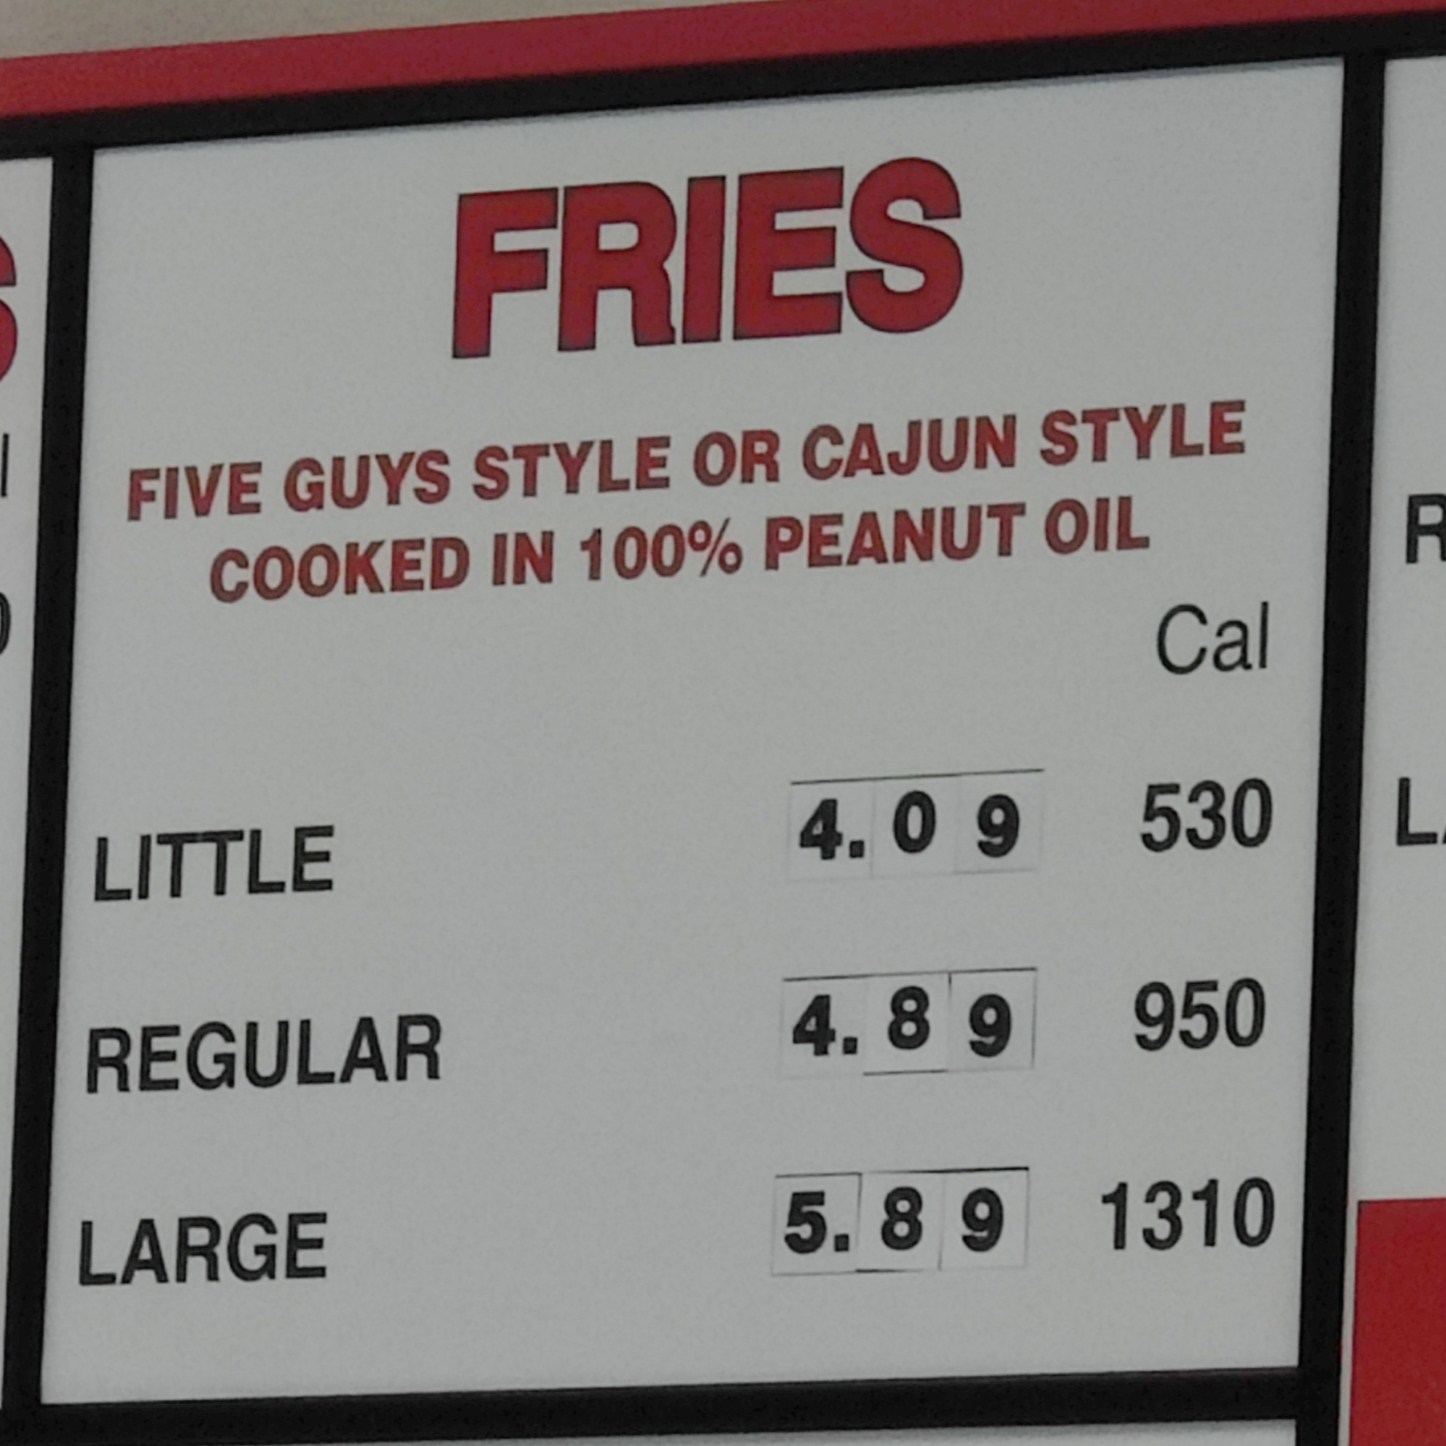 FRIES
FIVE GUYS STYLE OR CAJUN STYLE
COOKED IN 100% PEANUT OIL
Cal
LITTLE 4.09 530
REGULAR 4.89 950
LARGE 5.89 1310